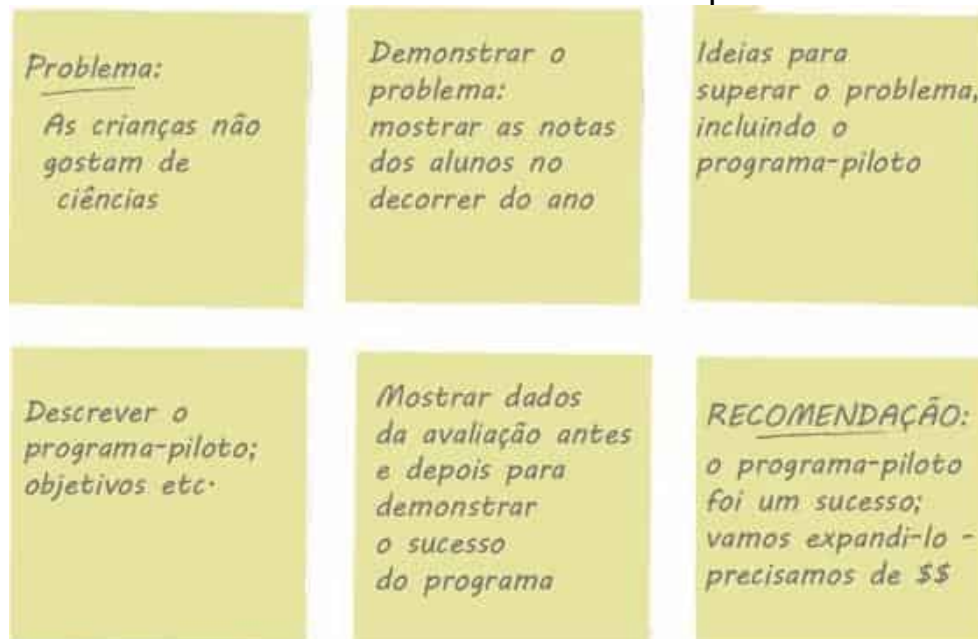 Problema:
As crianças não
gostam de
ciências
Demonstrar o
problema:
mostrar as notas
dos alunos no
decorrer do ano
Ideias para
superar o problema,
incluindo o
programa-piloto
Descrever o
programa-piloto;
objetivos etc.
Mostrar dados
da avaliação antes
e depois para
demonstrar
o sucesso
do programa
RECOMENDAÇÃO:
o programa-piloto
foi um sucesso;
vamos expandi-lo -
precisamos de $$